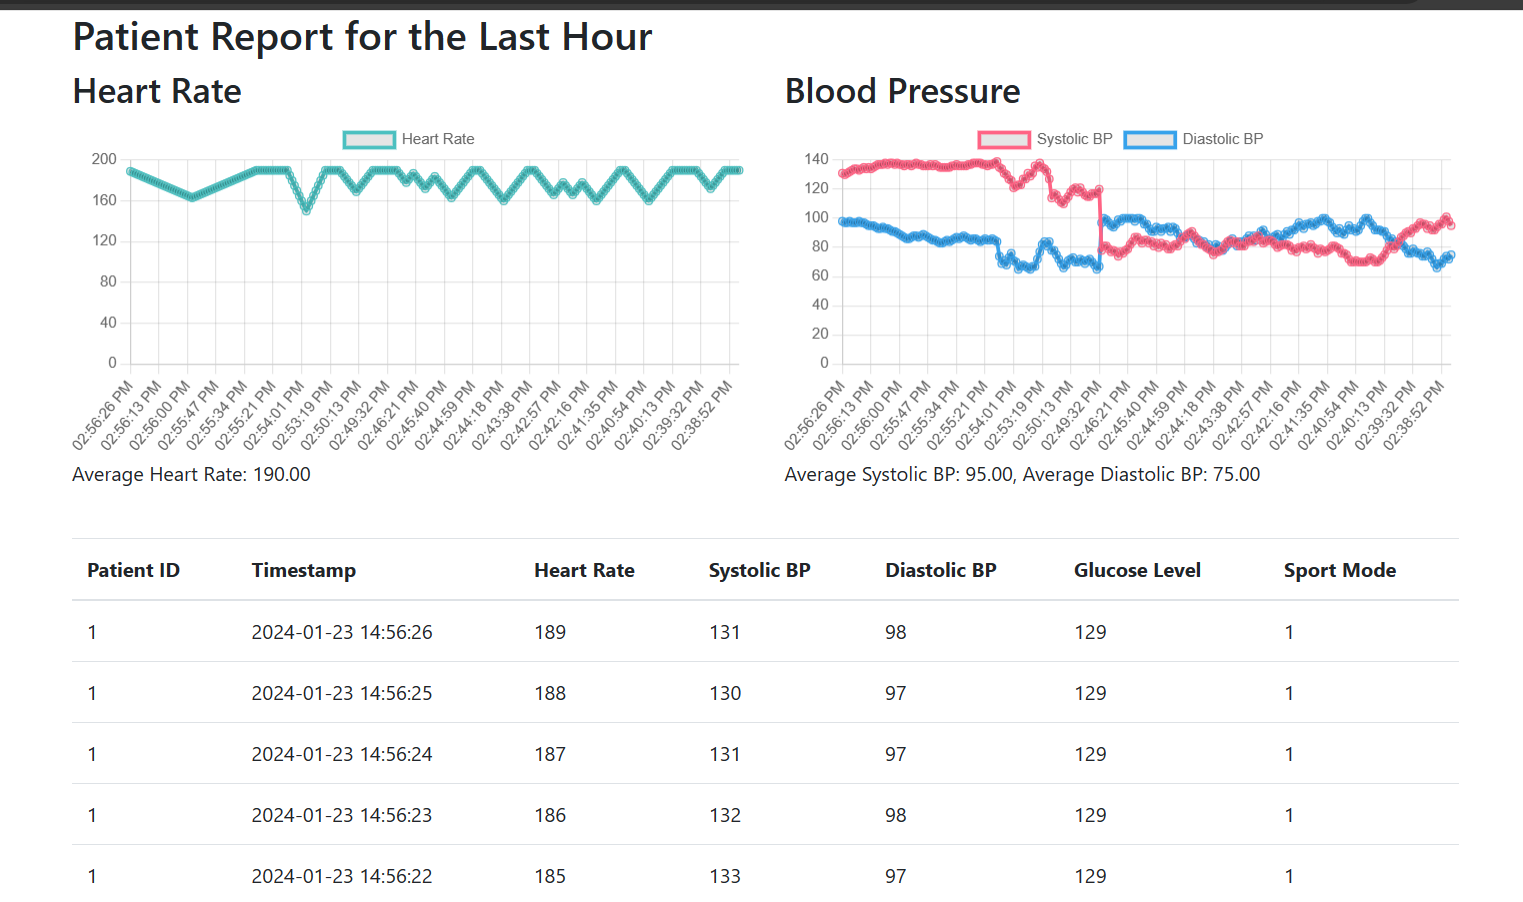 Patient Report for the Last Hour
Heart Rate
Heart Rate
200
160
120
80
40
0
02:56:26 PM
02:56:13 PM
02:56:00 PM
02:55:47 PM
02:55:34 PM
02:55:21 PM
02:54:01 PM
02:53:19 PM
02:50:13 PM
02:49:32 PM
02:46:21 PM
02:45:40 PM
02:44:59 PM
02:44:18 PM
02:43:38 PM
02:42:57 PM
02:42:16 PM
02:41:35 PM
02:40:54 PM
02:40:13 PM
02:39:32 PM
02:38:52 PM
Average Heart Rate: 190.00
Blood Pressure
Systolic BP Diastolic BP
140
120
100
80
60
40
20
0
02:56:26 PM
02:56:13 PM
02:56:00 PM
02:55:47 PM
02:55:34 PM
02:55:21 PM
02:54:01 PM
02:53:19 PM
02:50:13 PM
02:49:32 PM
02:46:21 PM
02:45:40 PM
02:44:59 PM
02:44:18 PM
02:43:38 PM
02:42:57 PM
02:42:16 PM
02:41:35 PM
02:40:54 PM
02:40:13 PM
02:39:32 PM
02:38:52 PM
Average Systolic BP: 95.00, Average Diastolic BP: 75.00
Patient ID Timestamp Heart Rate Systolic BP Diastolic BP Glucose Level Sport Mode
1 2024-01-23 14:56:26 189 131 98 129 1
1 2024-01-23 14:56:25 188 130 97 129 1
1 2024-01-23 14:56:24 187 131 97 129 1
1 2024-01-23 14:56:23 186 132 98 129 1
1 2024-01-23 14:56:22 185 133 97 129 1